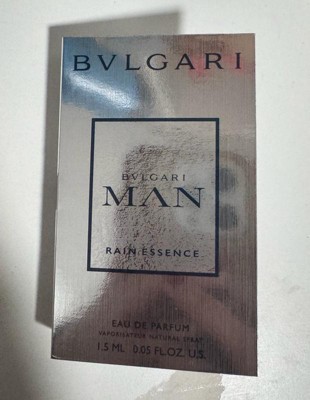 BVLGARI
BVLGARI
MAN
RAIN ESSENCE
EAU DE PARFUM
VAPORISATEUR NATURAL SPRAY
1.5 ML 0.05 FL.OZ. U.S.